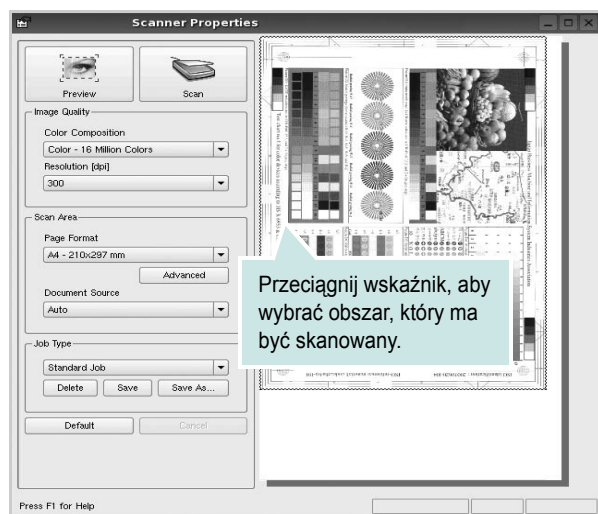 Scanner Properties
Preview
Scan
Image Quality
Color Composition
Color - 16 Million Colors
Resolution [dpi]
300
Scan Area
Page Format
A4 - 210x297 mm
Advanced
Document Source
Auto
Job Type
Standard Job
Delete
Save
Save As...
Default
Cancel
Press F1 for Help
Przeciągnij wskaźnik, aby
wybrać obszar, który ma
być skanowany.